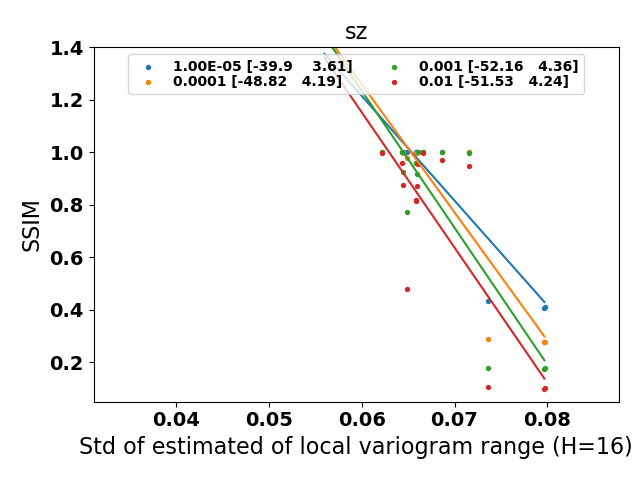 sz
1.4
1.2
1.0
0.8
0.6
0.4
0.2
SSIM
1.00E-05 [-39.9 3.61]
0.0001 [-48.82 4.19]
0.001 [-52.16 4.36]
0.01 [-51.53 4.24]
0.04 0.05 0.06 0.07 0.08
Std of estimated of local variogram range (H=16)